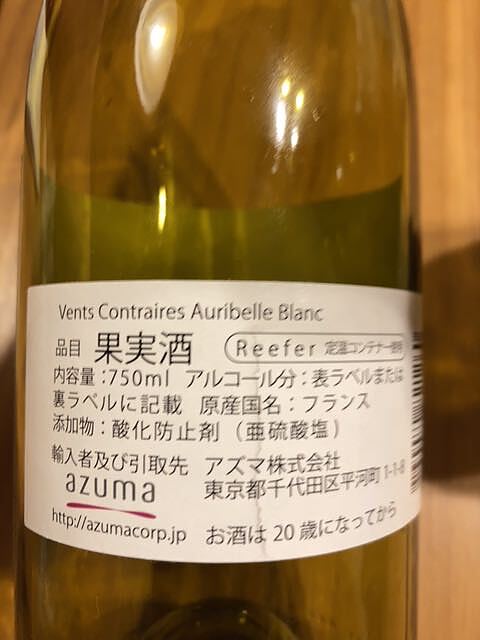 Vents Contraires Auribelle Blanc
品目 果実酒 Reefer 定温コンテナー使用
内容量:750ml アルコール分:表ラベルまたは
裏ラベルに記載 原産国名:フランス
添加物:酸化防止剤(亜硫酸塩)
輸入者及び引取先 アズマ株式会社
azuma 東京都千代田区平河町 1-1-8
http://azumacorp.jp お酒は 20 歳になってから